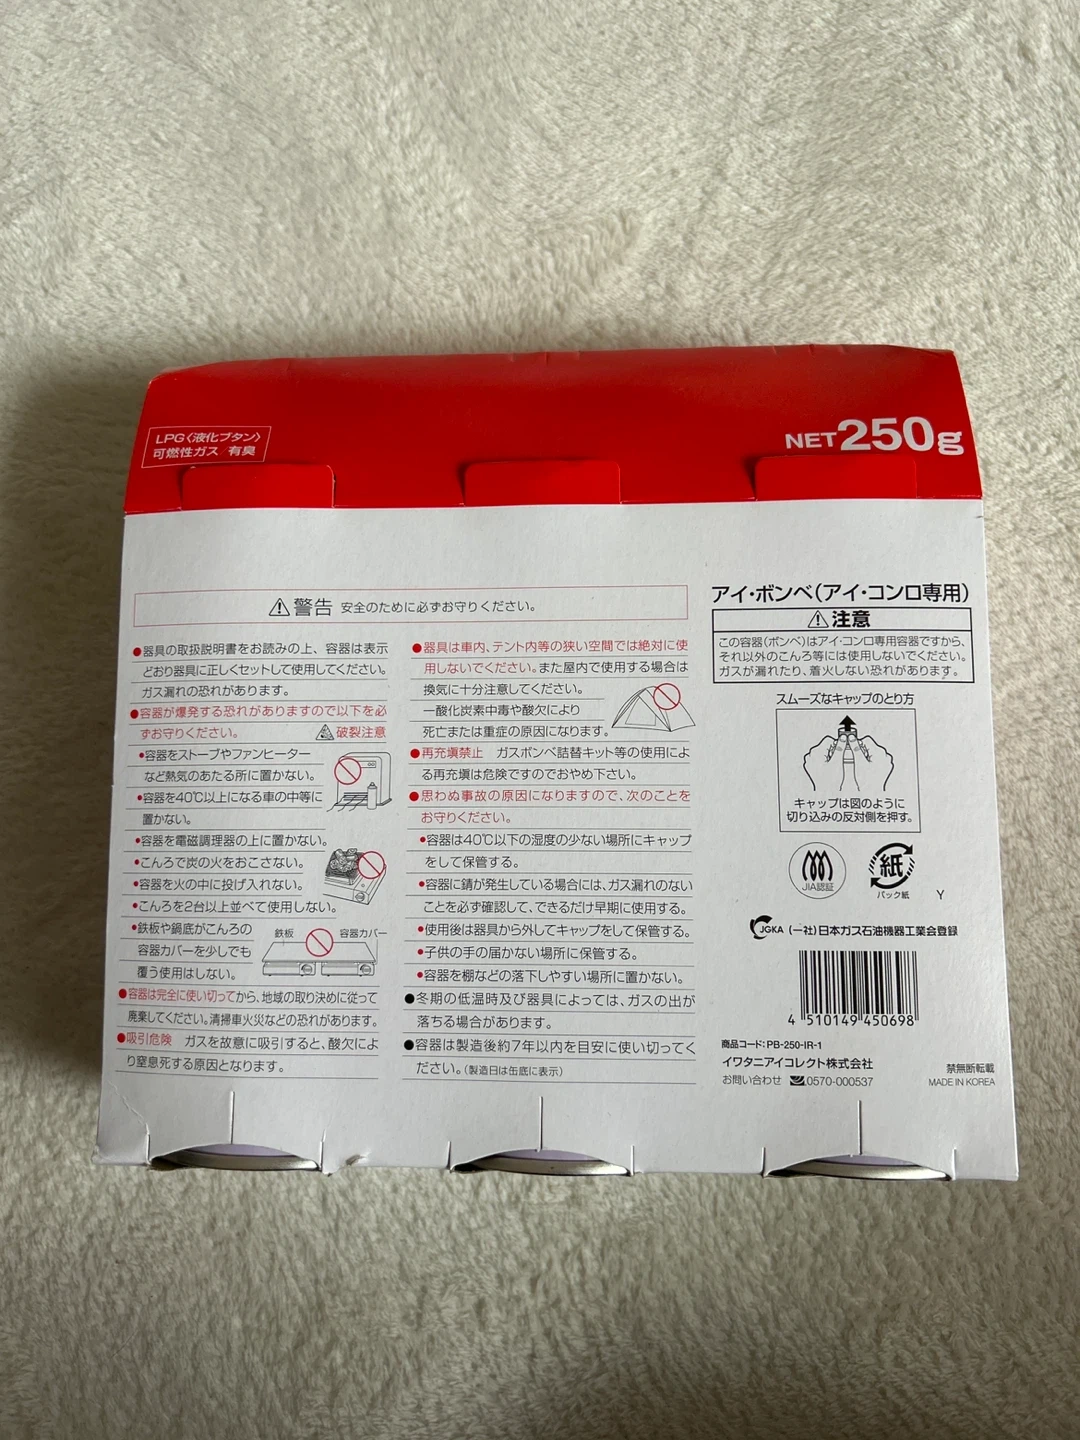 LPG〈液化ブタン〉
可燃性ガス 有臭
NET250g
⚠警告 安全のために必ずお守りください。
●器具の取扱説明書をお読みの上、容器は表示
どおり器具に正しくセットして使用してください。
ガス漏れの恐れがあります。
●容器が爆発する恐れがありますので以下を必
ずお守りください。 破裂注意
•容器をストーブやファンヒーター
など熱気のあたる所に置かない。
•容器を40℃以上になる車の中等に
置かない。
•容器を電磁調理器の上に置かない。
•こんろで炭の火をおこさない。
•容器を火の中に投げ入れない。
•こんろを2台以上並べて使用しない。
•鉄板や鍋底がこんろの
容器カバーを少しでも
覆う使用はしない。
鉄板 容器カバー
●容器は完全に使い切ってから、地域の取り決めに従って
廃棄してください。清掃車火災などの恐れがあります。
●吸引危険 ガスを故意に吸引すると、酸欠によ
り窒息死する原因となります。
●器具は車内、テント内等の狭い空間では絶対に使
用しないでください。また屋内で使用する場合は
換気に十分注意してください。
一酸化炭素中毒や酸欠により
死亡または重症の原因になります。
●再充塡禁止 ガスボンベ詰替キット等の使用によ
る再充塡は危険ですのでおやめ下さい。
●思わぬ事故の原因になりますので、次のことを
お守りください。
•容器は40℃以下の湿度の少ない場所にキャップ
をして保管する。
•容器に錆が発生している場合には、ガス漏れのない
ことを必ず確認して、できるだけ早期に使用する。
•使用後は器具から外してキャップをして保管する。
•子供の手の届かない場所に保管する。
•容器を棚などの落下しやすい場所に置かない。
●冬期の低温時及び器具によっては、ガスの出が
落ちる場合があります。
●容器は製造後約7年以内を目安に使い切ってく
ださい。(製造日は缶底に表示)
アイ・ボンベ(アイ・コンロ専用)
⚠注意
この容器(ボンベ)はアイ・コンロ専用容器ですから、
それ以外のこんろ等には使用しないでください。
ガスが漏れたり、着火しない恐れがあります。
スムーズなキャップのとり方
キャップは図のように
切り込みの反対側を押す。
JIA認証
紙
パック紙
Y
JGKA (一社)日本ガス石油機器工業会登録
4 510149 450698
商品コード：PB-250-IR-1
イワタニアイコレクト株式会社
お問い合わせ 0570-000537
禁無断転載
MADE IN KOREA